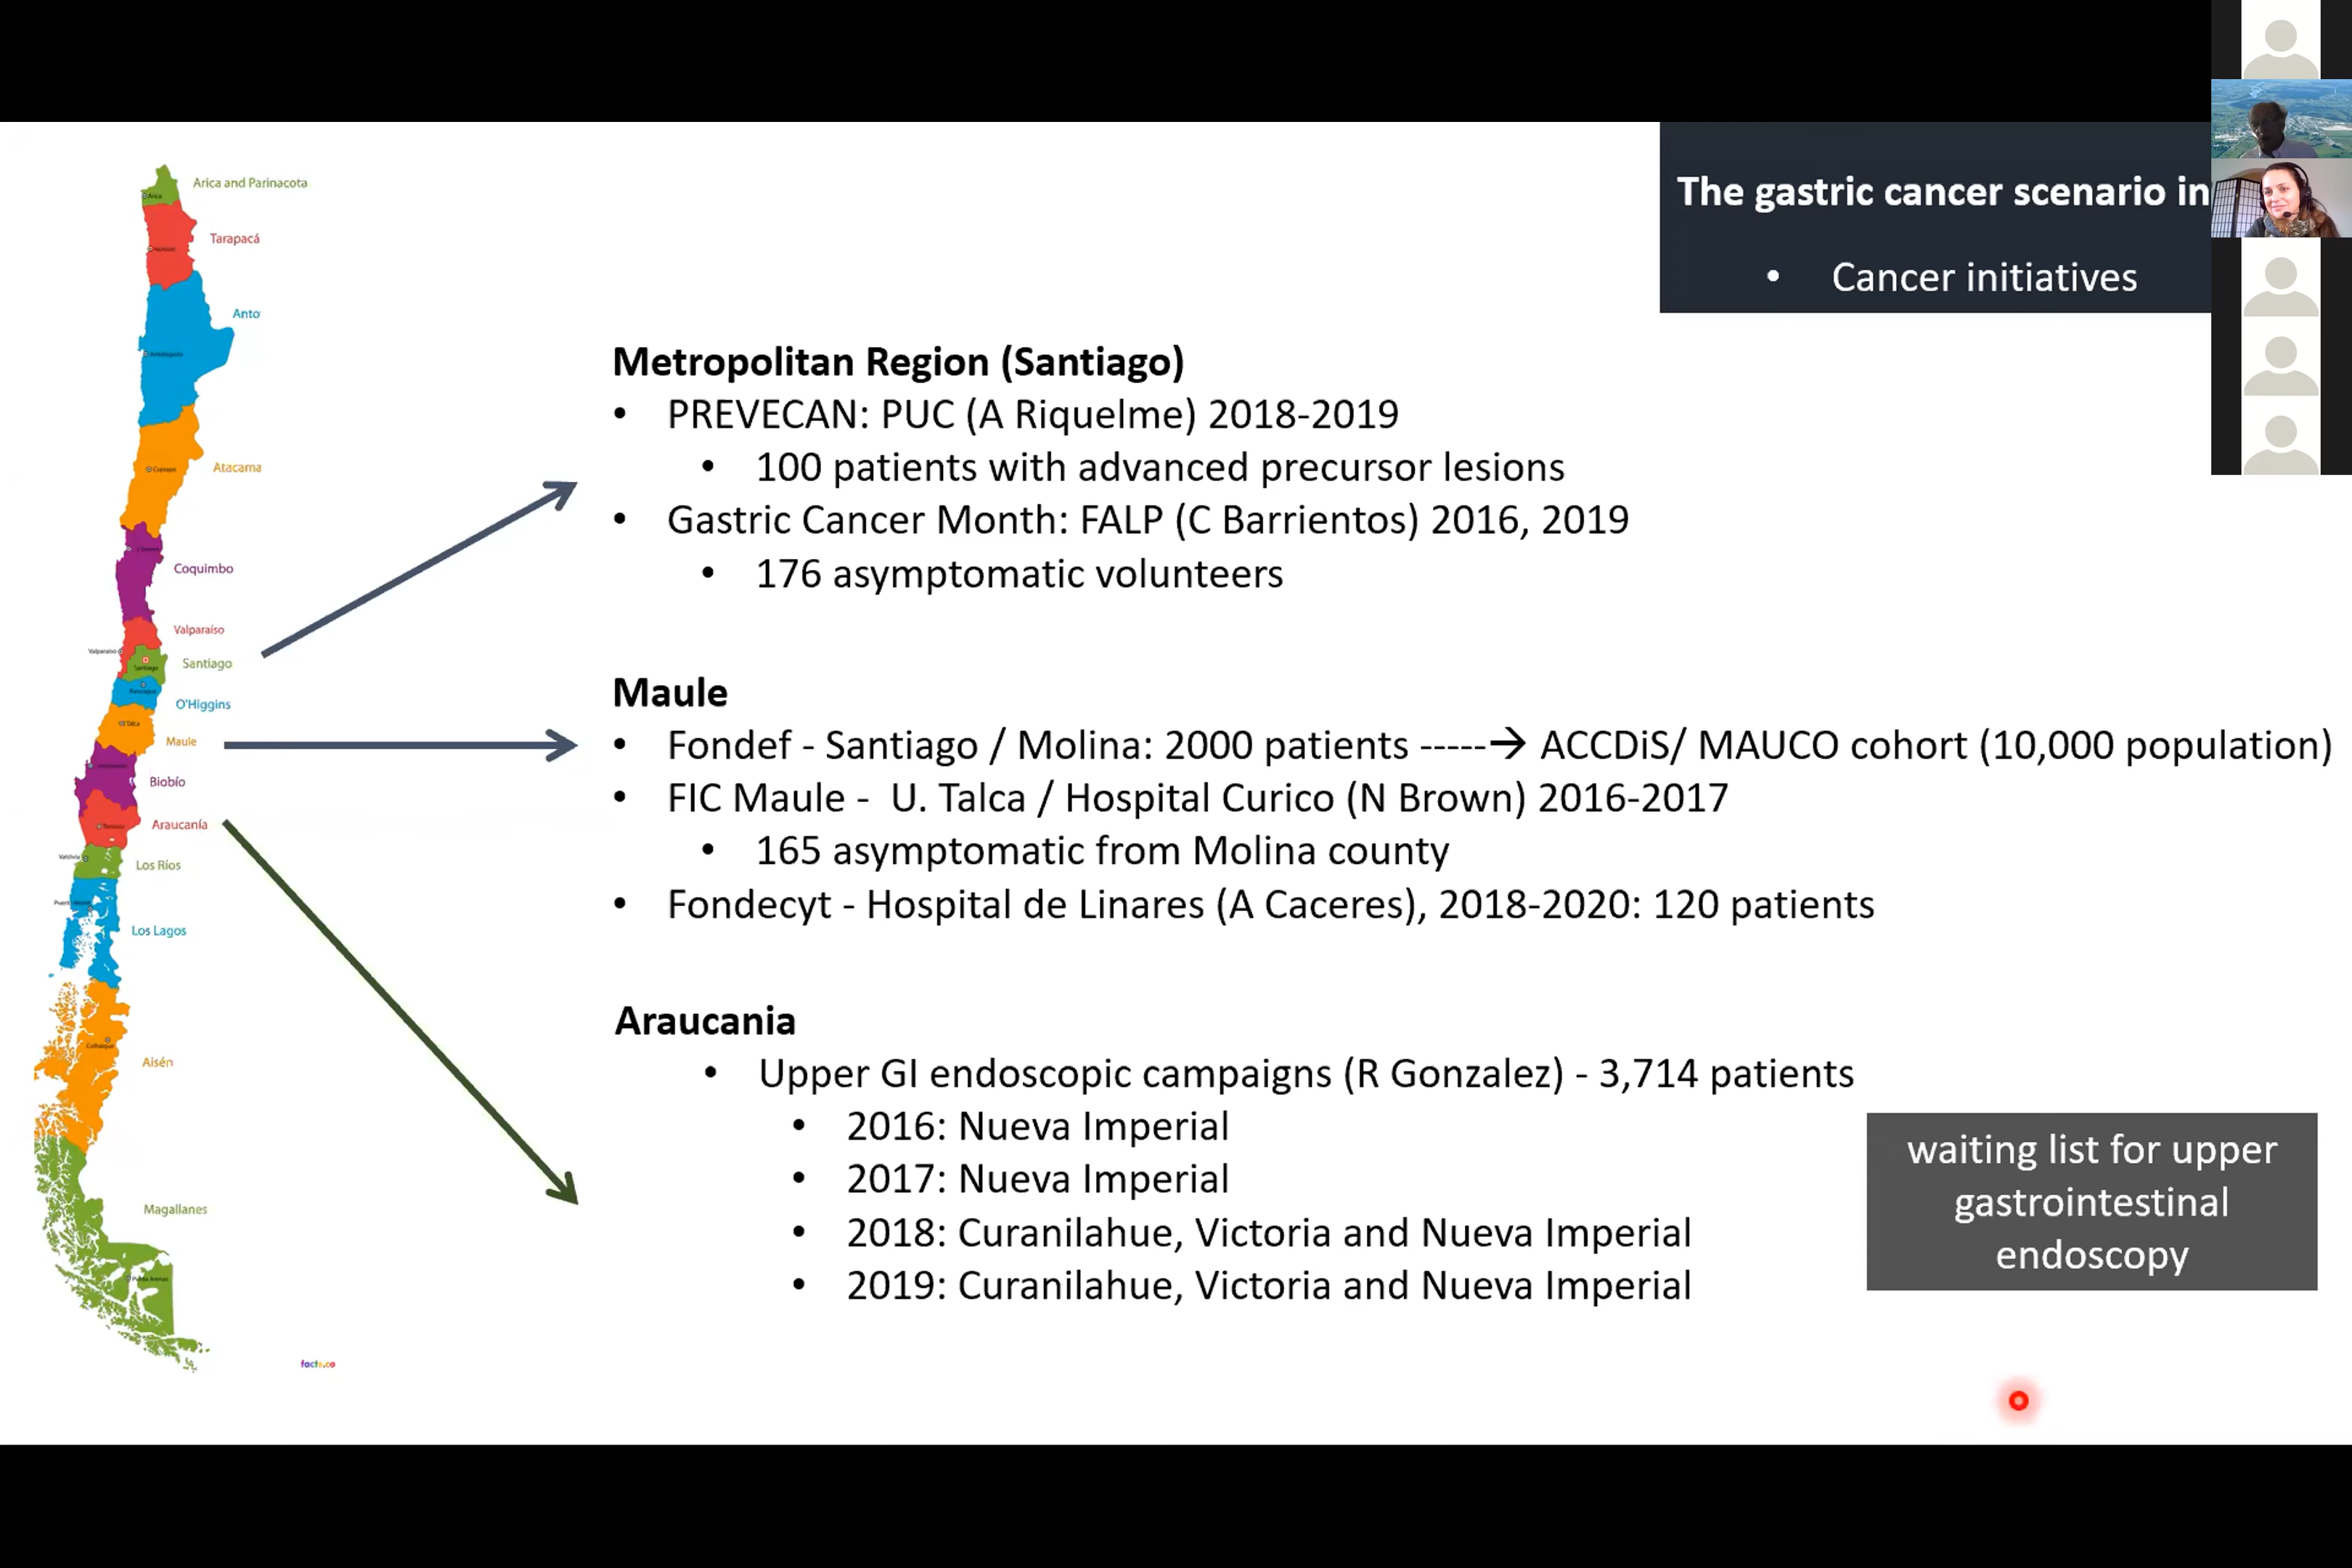 The gastric cancer scenario in
• Cancer initiatives
Arica and Parinacota
Tarapacá
Anto
Atacama
Coquimbo
Valparaíso
Valparaiso
Santiago
Santiago
O'Higgins
Talca
Maule
Biobío
Araucanía
Los Ríos
Valdivia
Los Lagos
Aisén
Magallanes
facts.co
Metropolitan Region (Santiago)
• PREVECAN: PUC (A Riquelme) 2018-2019
• 100 patients with advanced precursor lesions
• Gastric Cancer Month: FALP (C Barrientos) 2016, 2019
• 176 asymptomatic volunteers
Maule
• Fondef - Santiago / Molina: 2000 patients -----→ ACCDiS/ MAUCO cohort (10,000 population)
• FIC Maule - U. Talca / Hospital Curico (N Brown) 2016-2017
• 165 asymptomatic from Molina county
• Fondecyt - Hospital de Linares (A Caceres), 2018-2020: 120 patients
Araucania
• Upper GI endoscopic campaigns (R Gonzalez) - 3,714 patients
• 2016: Nueva Imperial
• 2017: Nueva Imperial
• 2018: Curanilahue, Victoria and Nueva Imperial
• 2019: Curanilahue, Victoria and Nueva Imperial
waiting list for upper
gastrointestinal
endoscopy